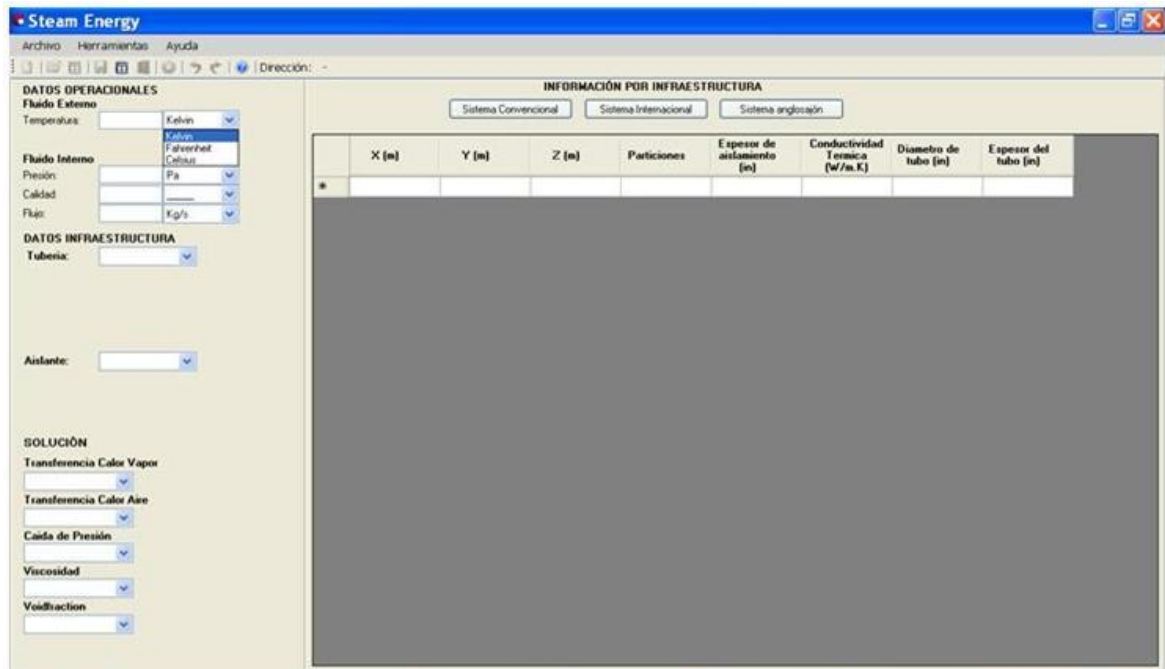 Steam Energy
Archivo Herramientas Ayuda
Dirección: -
DATOS OPERACIONALES
Fluido Externo
Temperatura: Kelvin
Kelvin
Fahrenheit
Celsius
Fluido Interno
Presión: Pa
Calidad
Flujo: Kg/s
DATOS INFRAESTRUCTURA
Tuberia:
Aislante:
SOLUCIÓN
Transferencia Calor Vapor
Transferencia Calor Aire
Caida de Presión
Viscosidad
Voidfraction
INFORMACIÓN POR INFRAESTRUCTURA
Sistema Convencional Sistema Internacional Sistema anglosajón
X (m) Y (m) Z (m) Particiones Espesor de aislamiento (in) Conductividad Termica (W/m.K) Diametro de tubo (in) Espesor del tubo (in)